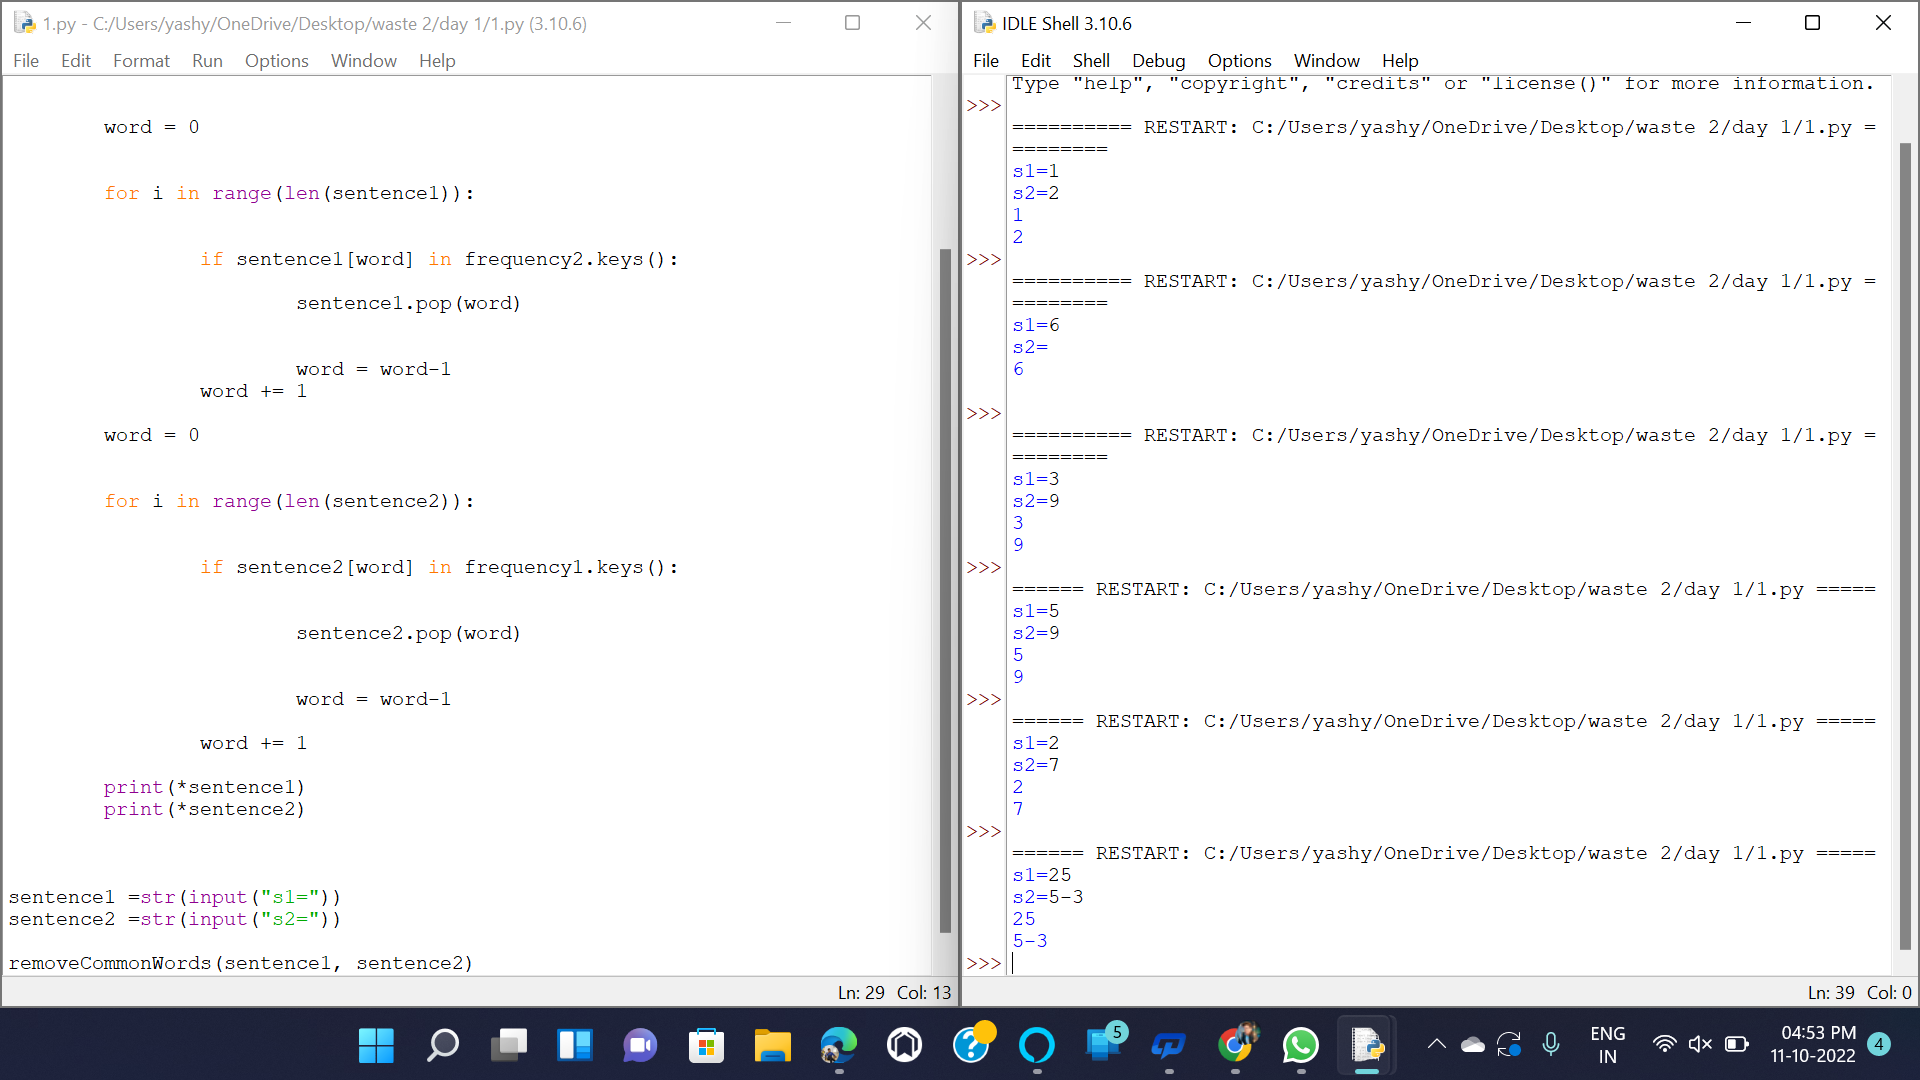 1.py - C:/Users/yashy/OneDrive/Desktop/waste 2/day 1/1.py (3.10.6)
File Edit Format Run Options Window Help
word = 0
for i in range(len(sentence1)):
if sentence1[word] in frequency2.keys():
sentence1.pop(word)
word = word-1
word += 1
word = 0
for i in range(len(sentence2)):
if sentence2[word] in frequency1.keys():
sentence2.pop(word)
word = word-1
word += 1
print(*sentence1)
print(*sentence2)
sentence1 =str(input("s1="))
sentence2 =str(input("s2="))
removeCommonWords(sentence1, sentence2)
Ln: 29 Col: 13
IDLE Shell 3.10.6
File Edit Shell Debug Options Window Help
Type "help", "copyright", "credits" or "license()" for more information.
>>>
========== RESTART: C:/Users/yashy/OneDrive/Desktop/waste 2/day 1/1.py =
========
s1=1
s2=2
1
2
>>>
========== RESTART: C:/Users/yashy/OneDrive/Desktop/waste 2/day 1/1.py =
========
s1=6
s2=
6
>>>
========== RESTART: C:/Users/yashy/OneDrive/Desktop/waste 2/day 1/1.py =
========
s1=3
s2=9
3
9
>>>
====== RESTART: C:/Users/yashy/OneDrive/Desktop/waste 2/day 1/1.py =====
s1=5
s2=9
5
9
>>>
====== RESTART: C:/Users/yashy/OneDrive/Desktop/waste 2/day 1/1.py =====
s1=2
s2=7
2
7
>>>
====== RESTART: C:/Users/yashy/OneDrive/Desktop/waste 2/day 1/1.py =====
s1=25
s2=5-3
25
5-3
>>>
Ln: 39 Col: 0
5
ENG
IN
04:53 PM
11-10-2022
4